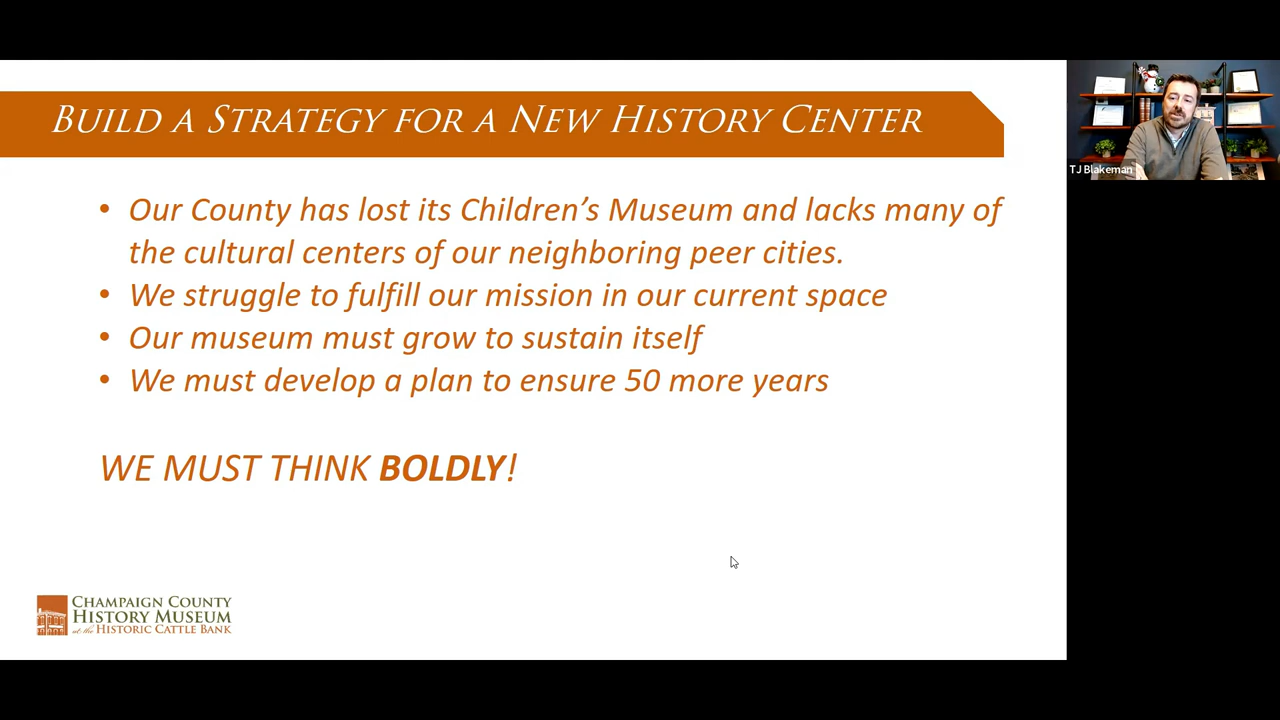 BUILD A STRATEGY FOR A NEW HISTORY CENTER
TJ Blakeman
• Our County has lost its Children's Museum and lacks many of
the cultural centers of our neighboring peer cities.
• We struggle to fulfill our mission in our current space
• Our museum must grow to sustain itself
• We must develop a plan to ensure 50 more years
WE MUST THINK BOLDLY!
CHAMPAIGN COUNTY
HISTORY MUSEUM
at the HISTORIC CATTLE BANK